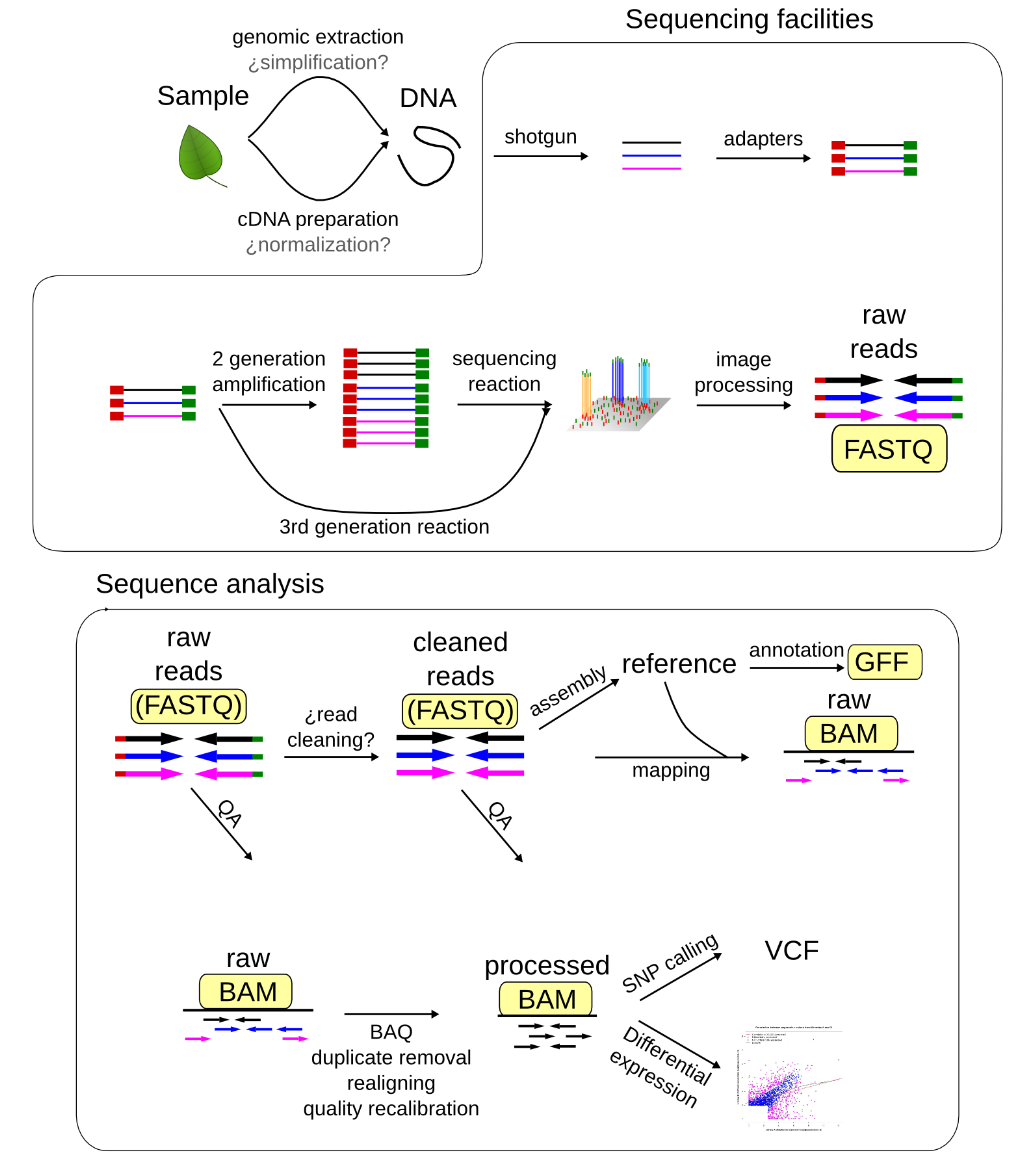 Sequencing facilities
genomic extraction
¿simplification?
Sample
DNA
shotgun
adapters
cDNA preparation
¿normalization?
raw
reads
2 generation
amplification
sequencing
reaction
image
processing
FASTQ
3rd generation reaction
Sequence analysis
raw
reads
(FASTQ)
¿read
cleaning?
cleaned
reads
(FASTQ)
assembly
reference
annotation
GFF
mapping
raw
BAM
QA
QA
raw
BAM
BAQ
duplicate removal
realigning
quality recalibration
processed
BAM
SNP calling
VCF
Differential
expression